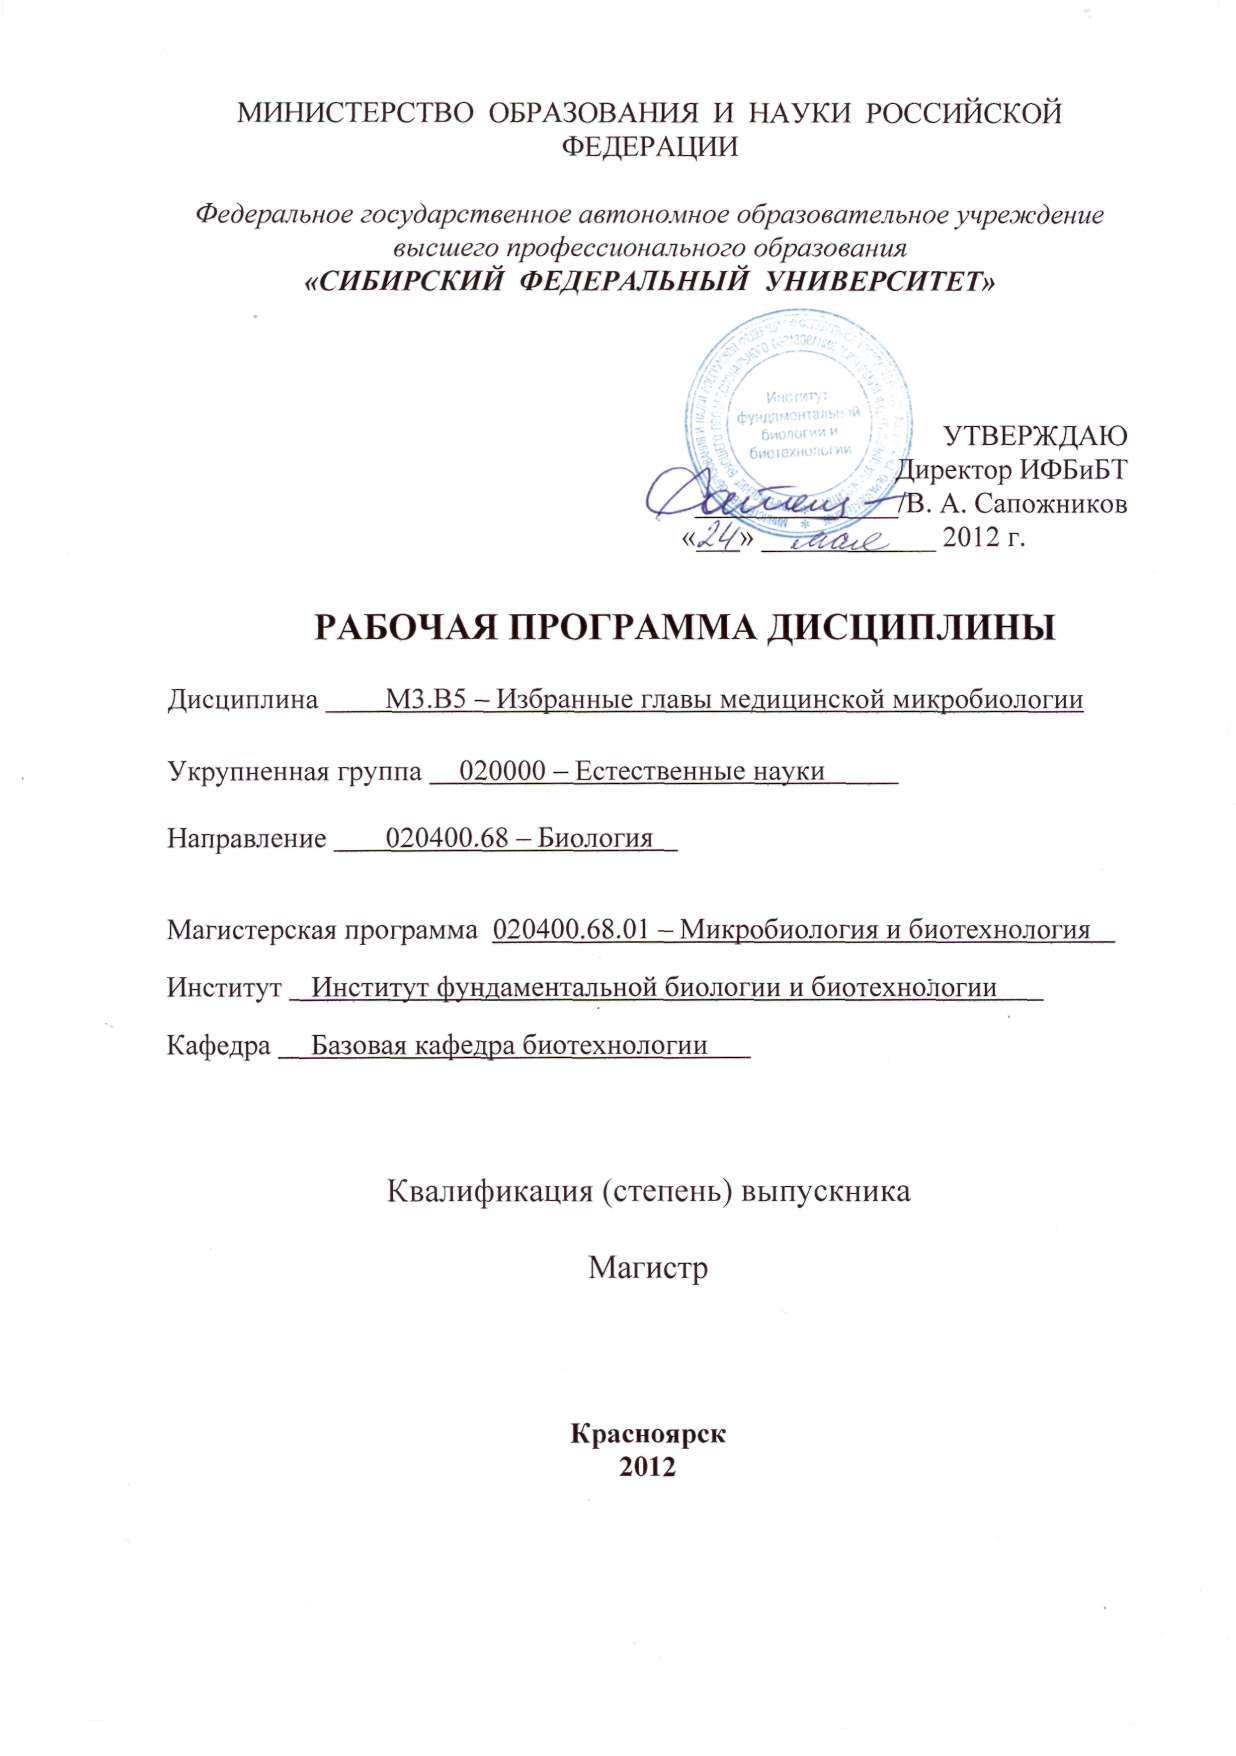 МИНИСТЕРСТВО ОБРАЗОВАНИЯ И НАУКИ РОССИЙСКОЙ
ФЕДЕРАЦИИ
Федеральное государственное автономное образовательное учреждение
высшего профессионального образования
«СИБИРСКИЙ ФЕДЕРАЛЬНЫЙ УНИВЕРСИТЕТ»
Институт
фундаментальной
биологии и
биотехнологии
УТВЕРЖДАЮ
Директор ИФБиБТ
/В. А. Сапожников
«24» мая 2012 г.
РАБОЧАЯ ПРОГРАММА ДИСЦИПЛИНЫ
Дисциплина М3.В5 – Избранные главы медицинской микробиологии
Укрупненная группа 020000 – Естественные науки
Направление 020400.68 – Биология
Магистерская программа 020400.68.01 – Микробиология и биотехнология
Институт Институт фундаментальной биологии и биотехнологии
Кафедра Базовая кафедра биотехнологии
Квалификация (степень) выпускника
Магистр
Красноярск
2012